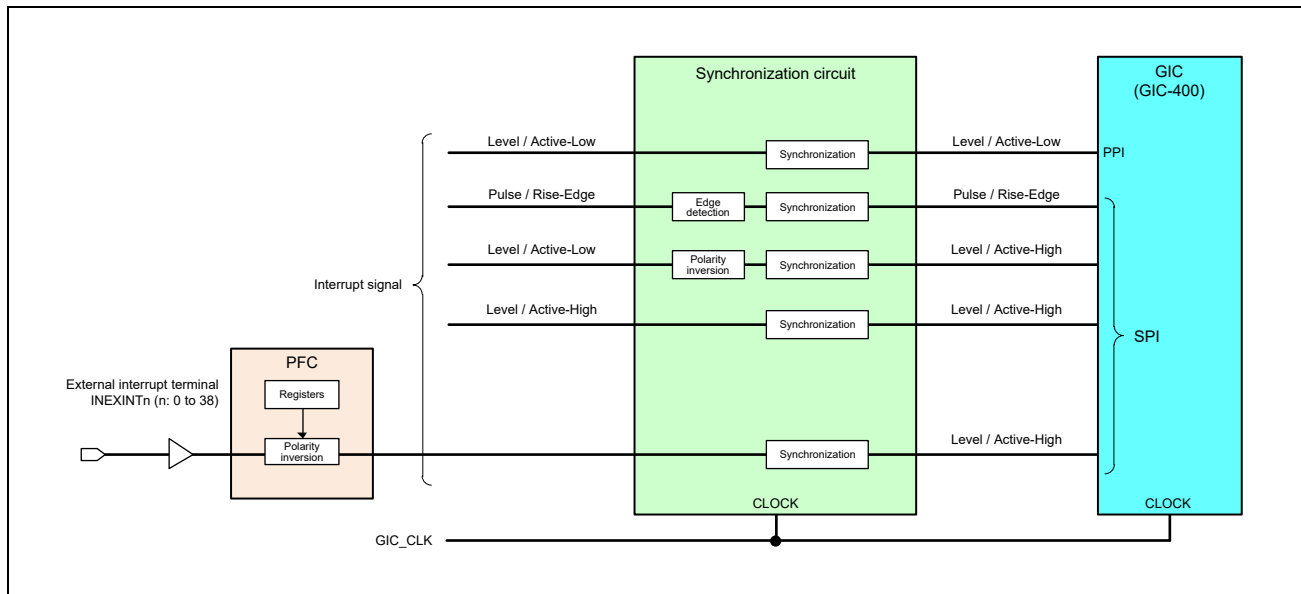 Synchronization circuit
GIC
(GIC-400)
Level / Active-Low
Synchronization
Level / Active-Low
PPI
Pulse / Rise-Edge
Edge
detection
Synchronization
Pulse / Rise-Edge
Level / Active-Low
Polarity
inversion
Synchronization
Level / Active-High
Interrupt signal
Level / Active-High
Synchronization
Level / Active-High
SPI
PFC
External interrupt terminal
INEXINTn (n: 0 to 38)
Registers
Polarity
inversion
Synchronization
Level / Active-High
CLOCK
CLOCK
GIC_CLK